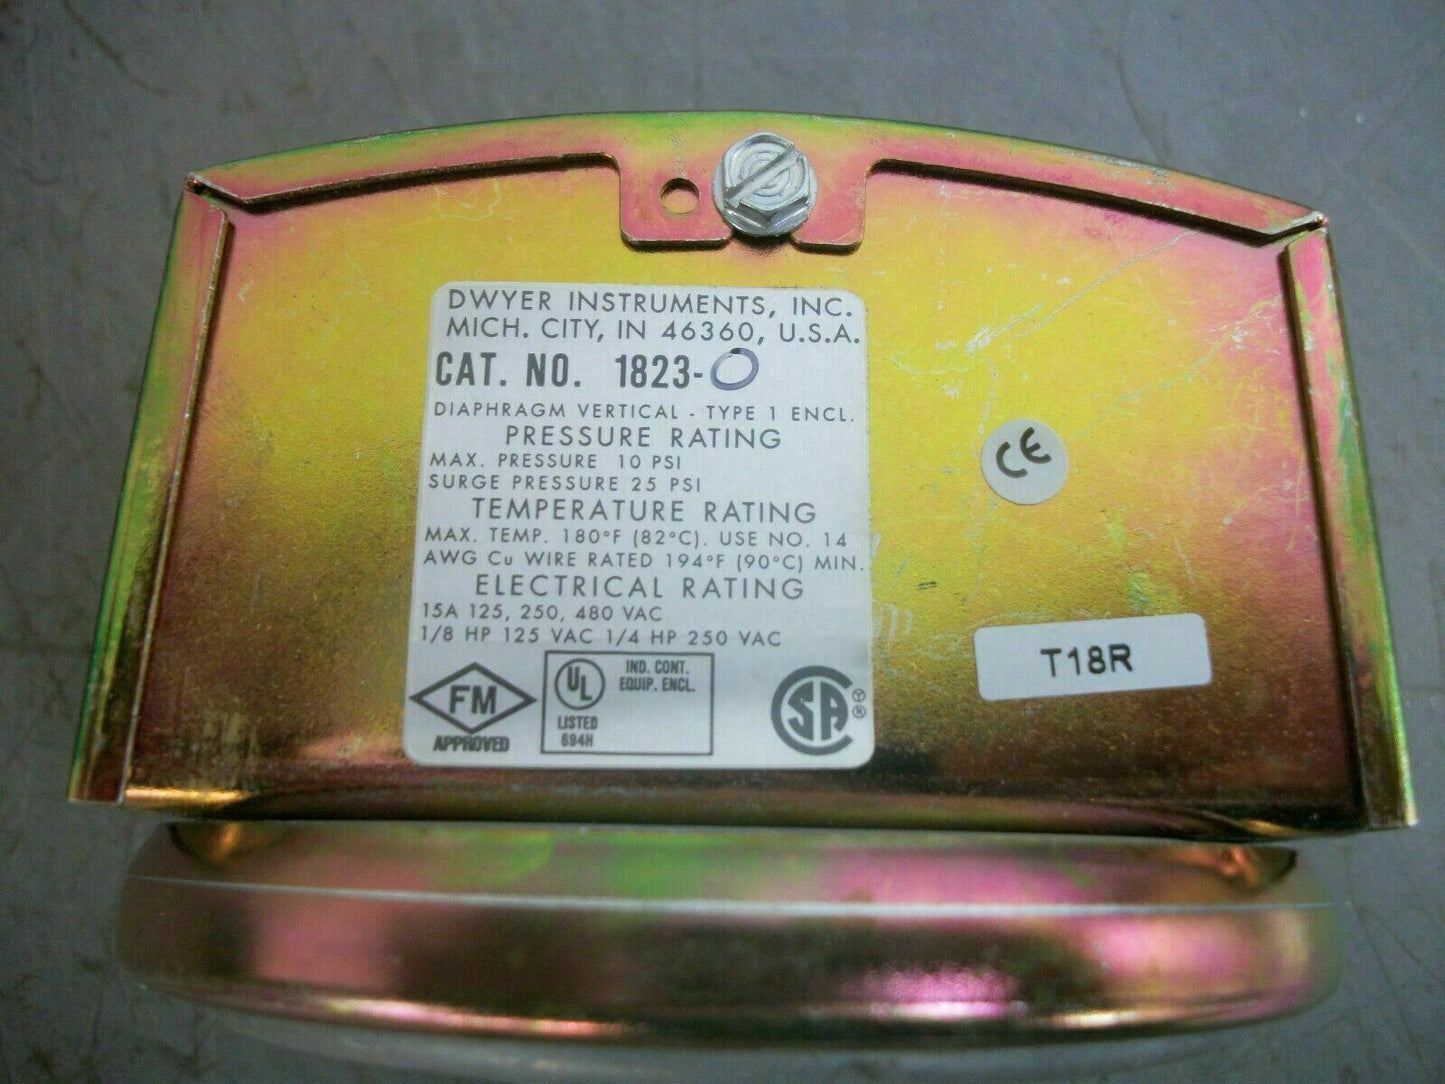 DWYER INSTRUMENTS, INC.
MICH. CITY, IN 46360, U.S.A.
CAT. NO. 1823-0
DIAPHRAGM VERTICAL - TYPE 1 ENCL.
PRESSURE RATING
MAX. PRESSURE 10 PSI
SURGE PRESSURE 25 PSI
TEMPERATURE RATING
MAX. TEMP. 180°F (82°C). USE NO. 14
AWG Cu WIRE RATED 194°F (90°C) MIN.
ELECTRICAL RATING
15A 125, 250, 480 VAC
1/8 HP 125 VAC 1/4 HP 250 VAC
FM
APPROVED
UL
LISTED
694H
IND. CONT.
EQUIP. ENCL.
SA
®
CE
T18R